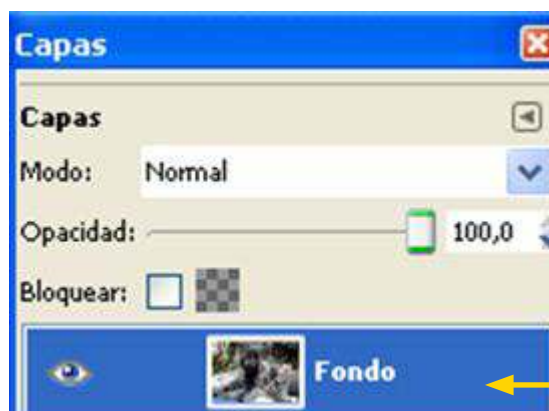 Capas
Capas
Modo: Normal
Opacidad: 100,0
Bloquear:
Fondo